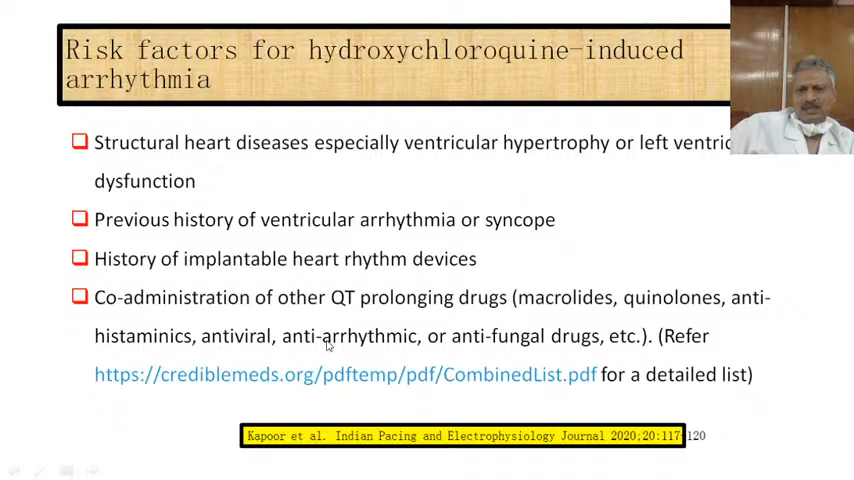 Risk factors for hydroxychloroquine-induced
arrhythmia
Structural heart diseases especially ventricular hypertrophy or left
dysfunction
Previous history of ventricular arrhythmia or syncope
History of implantable heart rhythm devices
Co-administration of other QT prolonging drugs (macrolides, quinolones, anti-
histaminics, antiviral, anti-arrhythmic, or anti-fungal drugs, etc.). (Refer
https://crediblemeds.org/pdftemp/pdf/CombinedList.pdf for a detailed list)
Kapoor et al. Indian Pacing and Electrophysiology Journal 2020;20:117-120